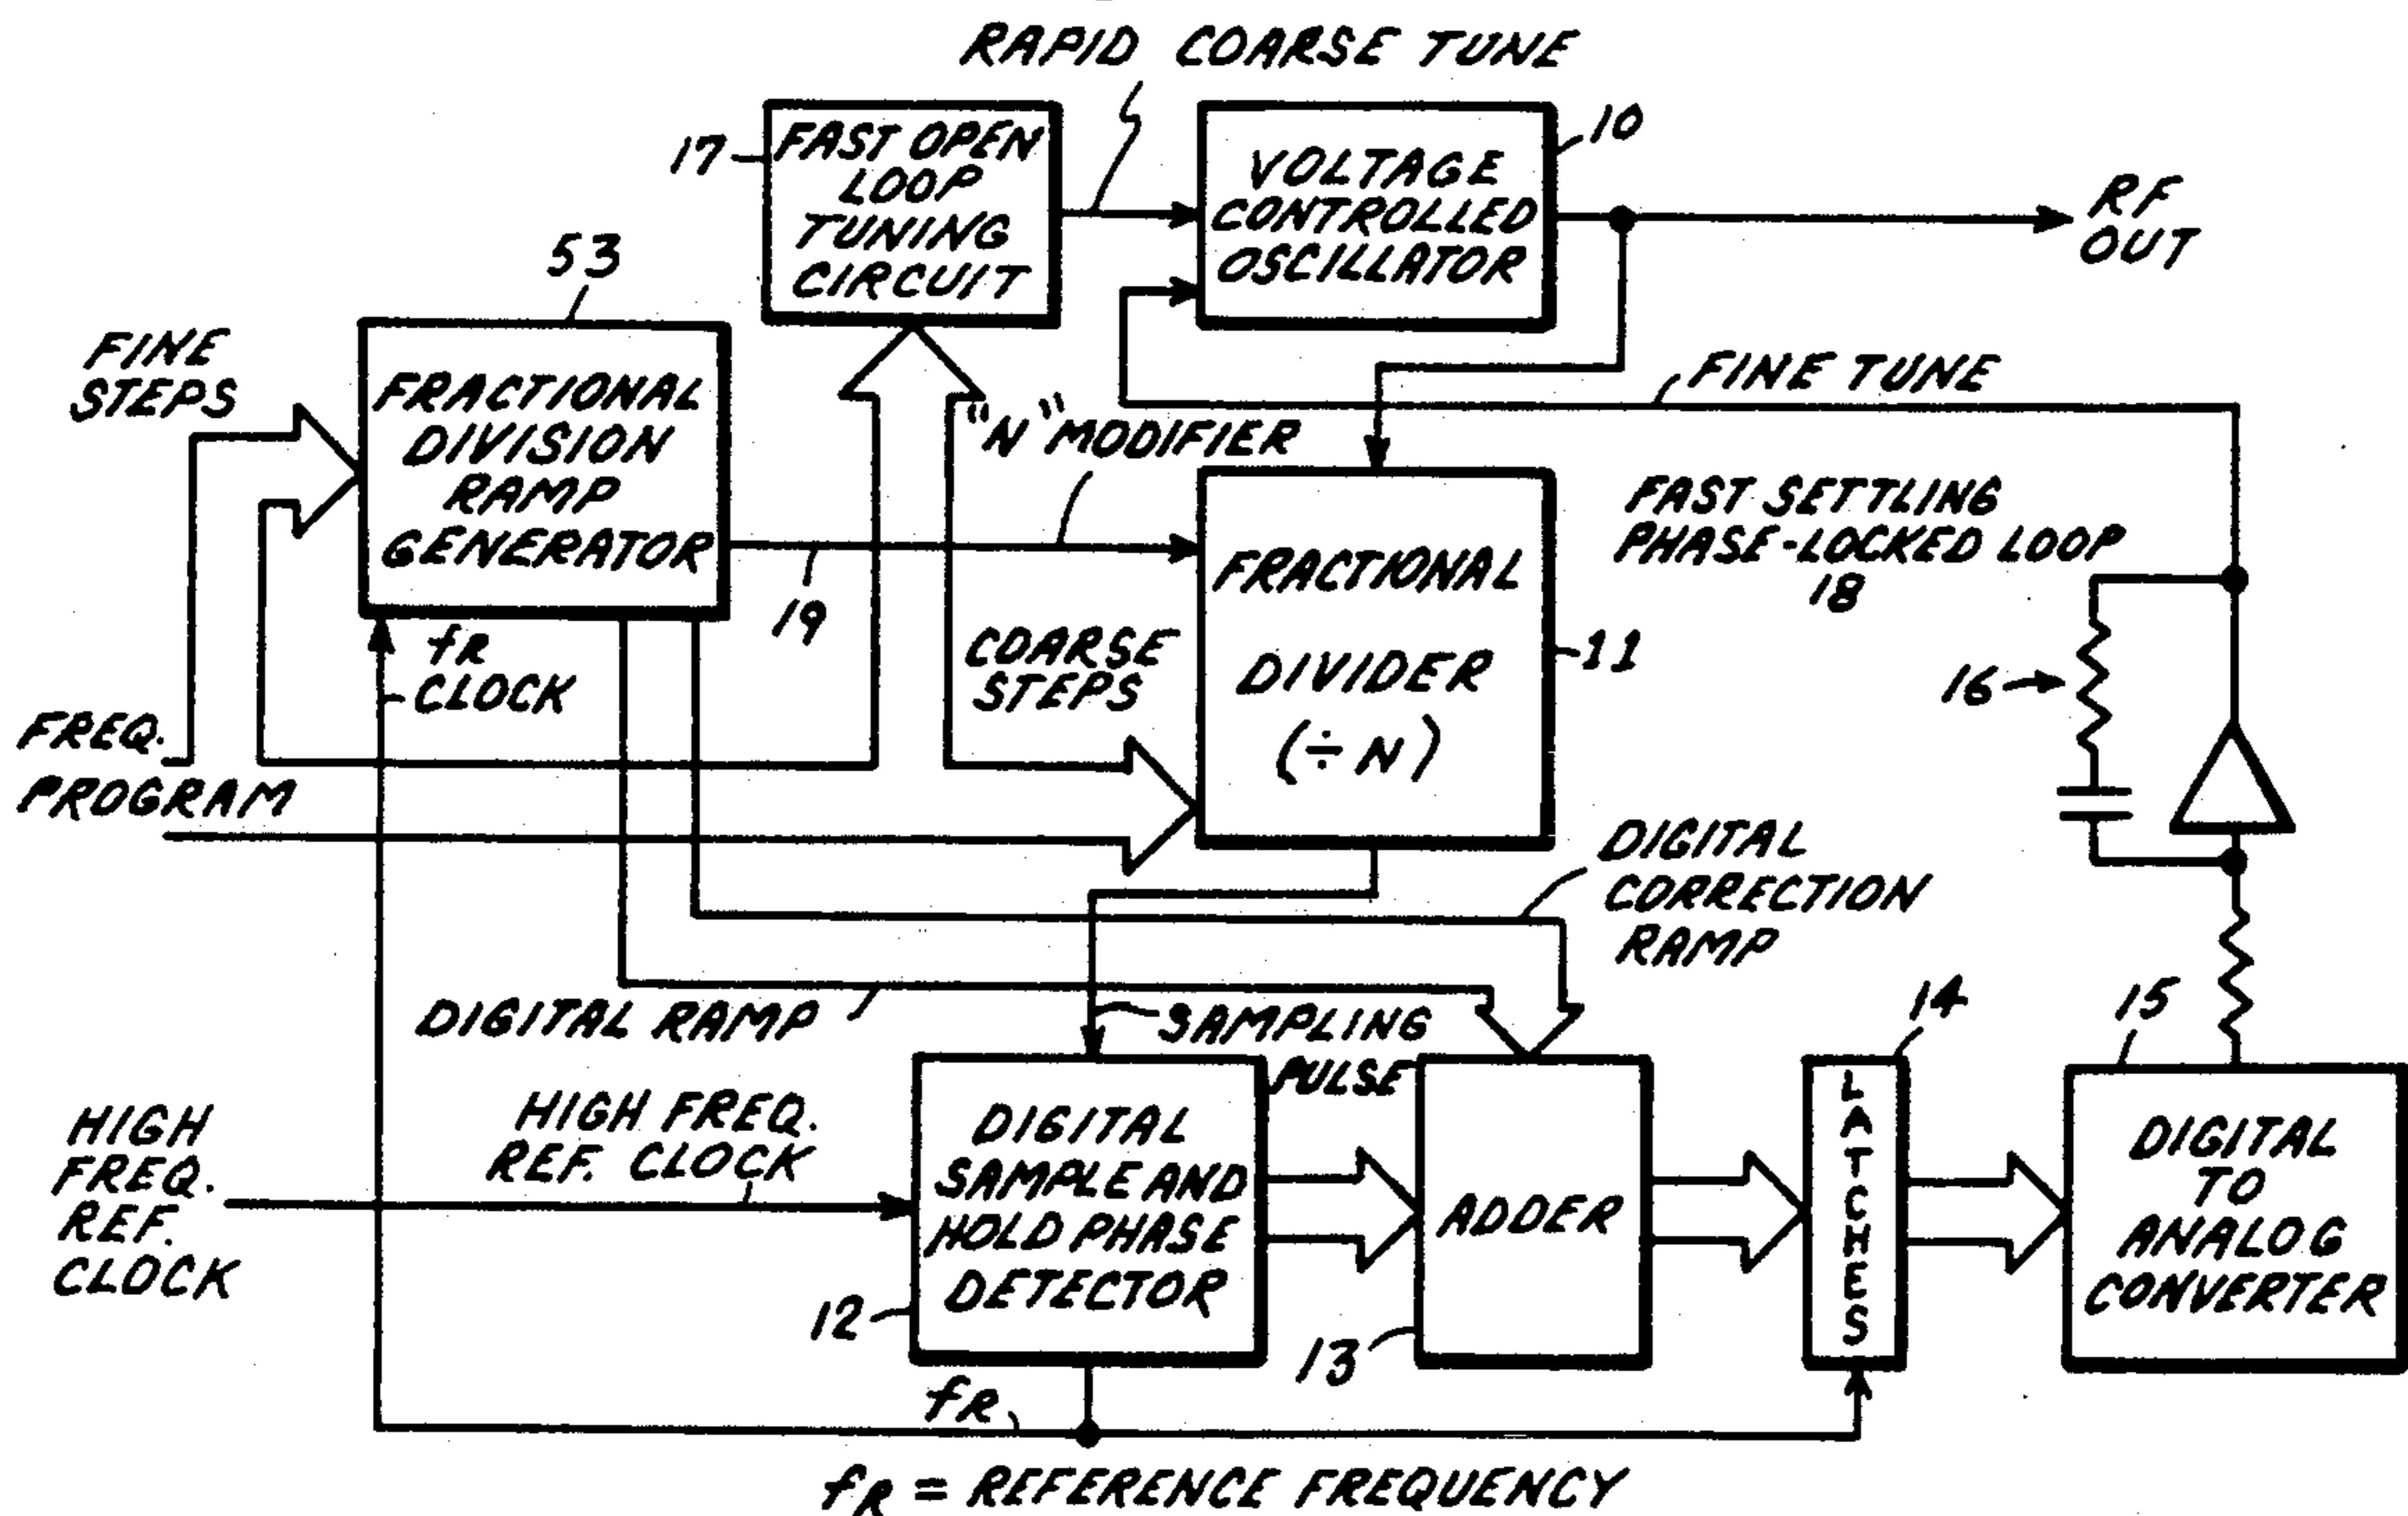 RAPID COARSE TUNE
17
FAST OPEN
LOOP
TUNING
CIRCUIT
VOLTAGE
CONTROLLED
OSCILLATOR
10
RF
OUT
53
FINE
STEPS
FRACTIONAL
DIVISION
RAMP
GENERATOR
"N" MODIFIER
FINE TUNE
19
fR
CLOCK
COARSE
STEPS
FRACTIONAL
DIVIDER
(÷ N)
11
FAST SETTLING
PHASE-LOCKED LOOP
18
16
FREQ.
PROGRAM
DIGITAL
CORRECTION
RAMP
DIGITAL RAMP
SAMPLING
PULSE
14
15
HIGH
FREQ.
REF.
CLOCK
HIGH FREQ.
REF. CLOCK
DIGITAL
SAMPLE AND
HOLD PHASE
DETECTOR
12
ADDER
13
LATCHES
DIGITAL
TO
ANALOG
CONVERTER
fR
fR = REFERENCE FREQUENCY